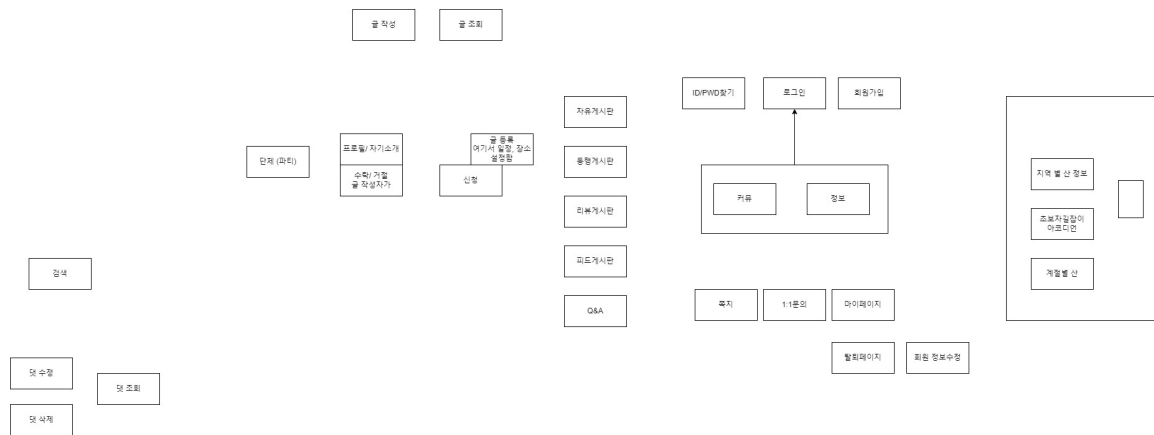 글 작성
글 조회
ID/PWD찾기
로그인
회원가입
자유게시판
단체 (파티)
프로필/ 자기소개
수락/ 거절
글 작성자가
글 등록
여기서 일정, 장소
설정함
신청
동행게시판
커뮤
정보
지역 별 산 정보
초보자길잡이
아코디언
계절별 산
리뷰게시판
피드게시판
Q&A
검색
쪽지
1:1문의
마이페이지
탈퇴페이지
회원 정보수정
댓 수정
댓 조회
댓 삭제